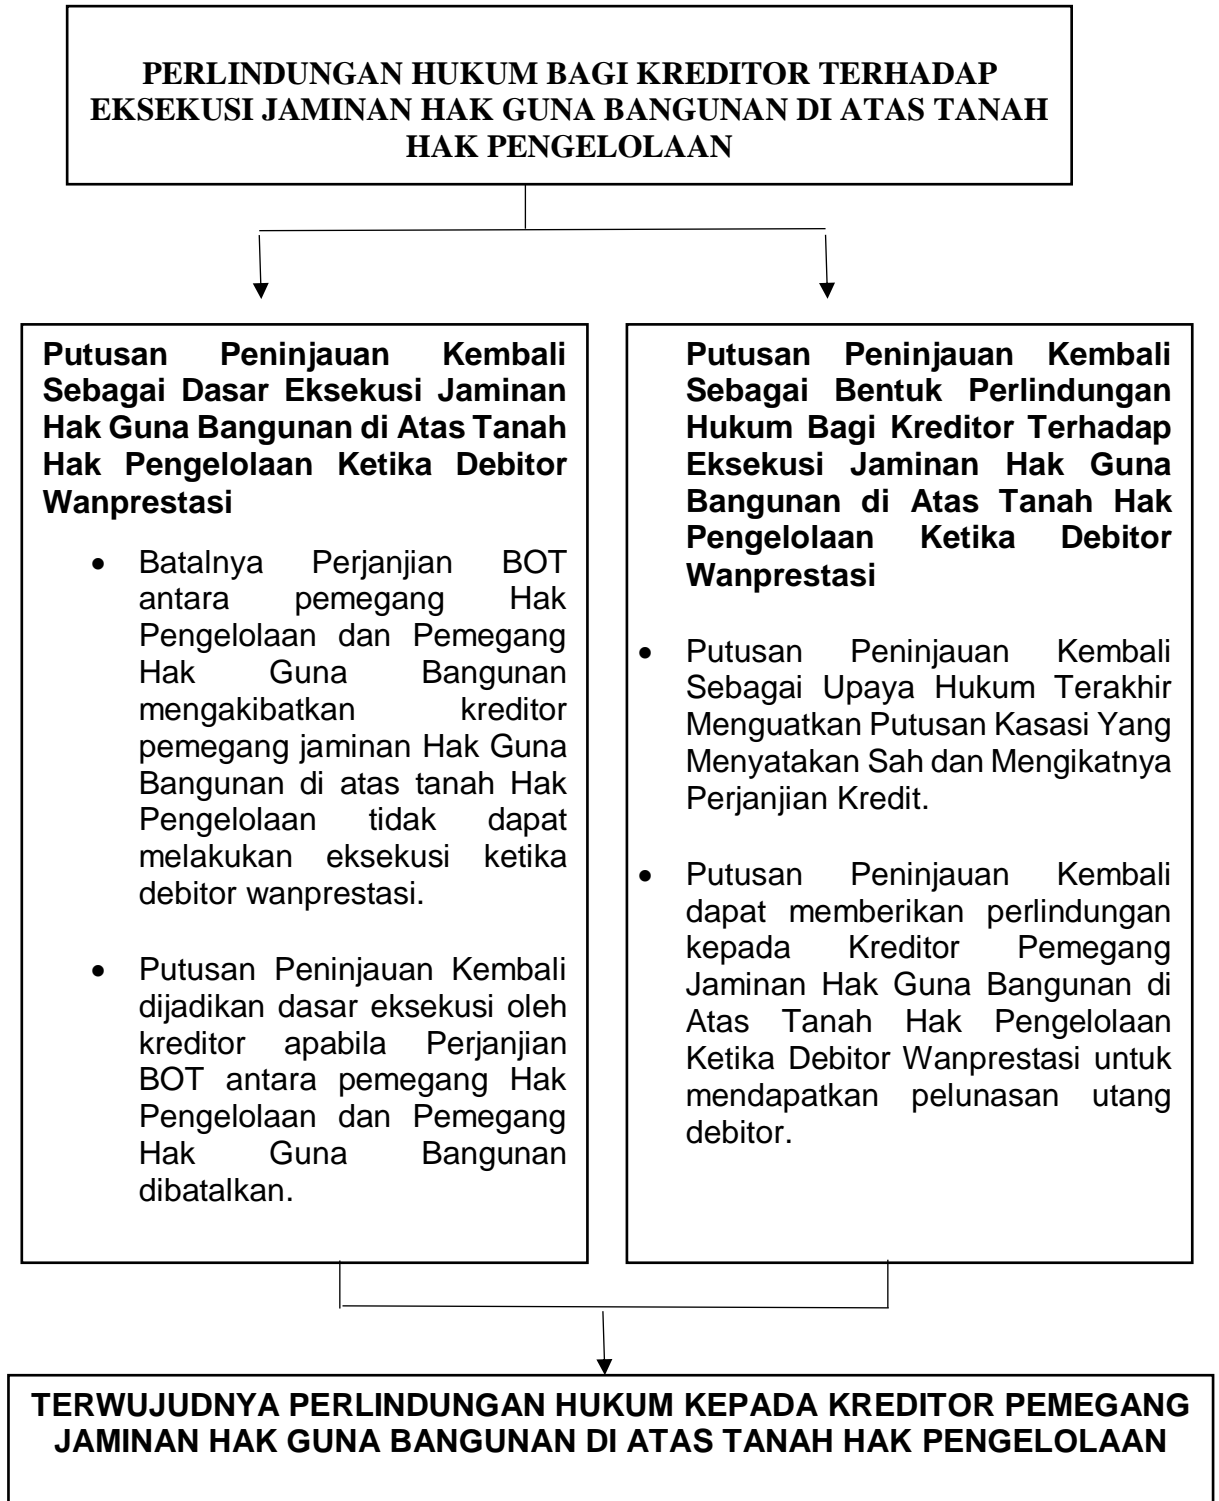 PERLINDUNGAN HUKUM BAGI KREDITOR TERHADAP
EKSEKUSI JAMINAN HAK GUNA BANGUNAN DI ATAS TANAH
HAK PENGELOLAAN
Putusan Peninjauan Kembali
Sebagai Dasar Eksekusi Jaminan
Hak Guna Bangunan di Atas Tanah
Hak Pengelolaan Ketika Debitor
Wanprestasi
• Batalnya Perjanjian BOT
antara pemegang Hak
Pengelolaan dan Pemegang
Hak Guna Bangunan
mengakibatkan kreditor
pemegang jaminan Hak Guna
Bangunan di atas tanah Hak
Pengelolaan tidak dapat
melakukan eksekusi ketika
debitor wanprestasi.
• Putusan Peninjauan Kembali
dijadikan dasar eksekusi oleh
kreditor apabila Perjanjian
BOT antara pemegang Hak
Pengelolaan dan Pemegang
Hak Guna Bangunan
dibatalkan.
Putusan Peninjauan Kembali
Sebagai Bentuk Perlindungan
Hukum Bagi Kreditor Terhadap
Eksekusi Jaminan Hak Guna
Bangunan di Atas Tanah Hak
Pengelolaan Ketika Debitor
Wanprestasi
• Putusan Peninjauan Kembali
Sebagai Upaya Hukum Terakhir
Menguatkan Putusan Kasasi Yang
Menyatakan Sah dan Mengikatnya
Perjanjian Kredit.
• Putusan Peninjauan Kembali
dapat memberikan perlindungan
kepada Kreditor Pemegang
Jaminan Hak Guna Bangunan di
Atas Tanah Hak Pengelolaan
Ketika Debitor Wanprestasi untuk
mendapatkan pelunasan utang
debitor.
TERWUJUDNYA PERLINDUNGAN HUKUM KEPADA KREDITOR PEMEGANG
JAMINAN HAK GUNA BANGUNAN DI ATAS TANAH HAK PENGELOLAAN